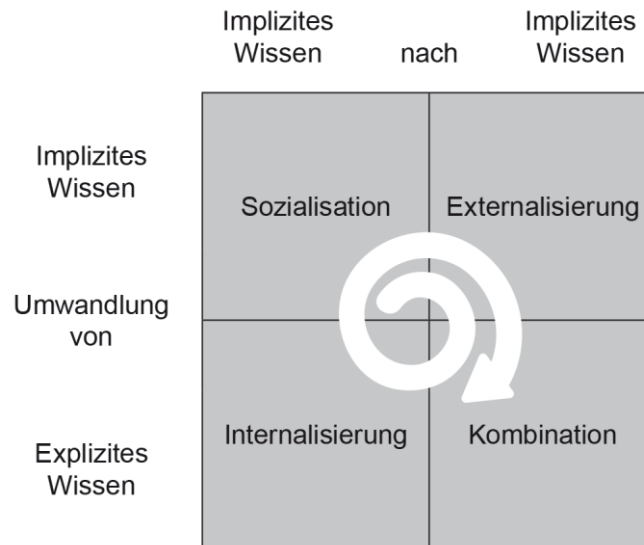 Implizites Implizites
Wissen nach Wissen
Implizites
Wissen
Sozialisation Externalisierung
Umwandlung
von
Internalisierung Kombination
Explizites
Wissen